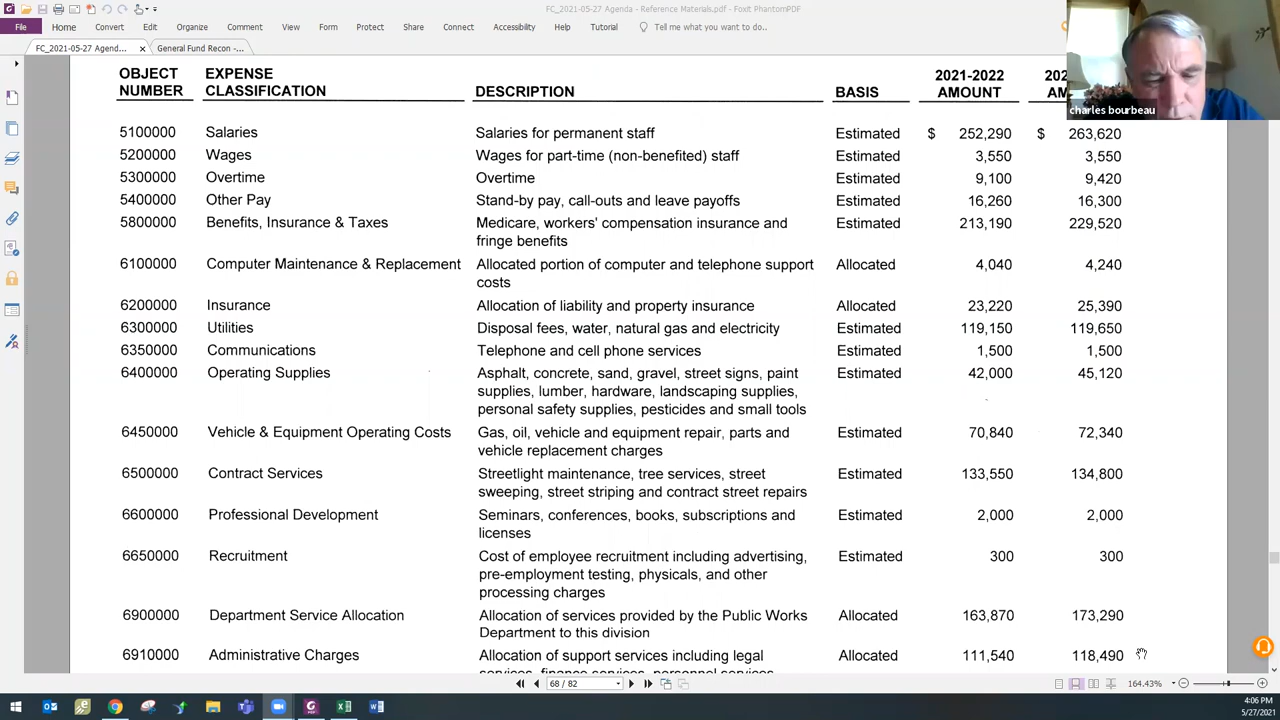 FC_2021-05-27 Agenda - Reference Materials.pdf - Foxit PhantomPDF
File Home Convert Edit Organize Comment View Form Protect Share Connect Accessibility Help Tutorial Tell me what you want to do...
FC_2021-05-27 Agend... × General Fund Recon -...
charles bourbeau
OBJECT NUMBER EXPENSE CLASSIFICATION DESCRIPTION BASIS 2021-2022 AMOUNT
5100000 Salaries Salaries for permanent staff Estimated $ 252,290 $ 263,620
5200000 Wages Wages for part-time (non-benefited) staff Estimated 3,550 3,550
5300000 Overtime Overtime Estimated 9,100 9,420
5400000 Other Pay Stand-by pay, call-outs and leave payoffs Estimated 16,260 16,300
5800000 Benefits, Insurance & Taxes Medicare, workers' compensation insurance and Estimated 213,190 229,520
fringe benefits
6100000 Computer Maintenance & Replacement Allocated portion of computer and telephone support Allocated 4,040 4,240
costs
6200000 Insurance Allocation of liability and property insurance Allocated 23,220 25,390
6300000 Utilities Disposal fees, water, natural gas and electricity Estimated 119,150 119,650
6350000 Communications Telephone and cell phone services Estimated 1,500 1,500
6400000 Operating Supplies Asphalt, concrete, sand, gravel, street signs, paint Estimated 42,000 45,120
supplies, lumber, hardware, landscaping supplies,
personal safety supplies, pesticides and small tools
6450000 Vehicle & Equipment Operating Costs Gas, oil, vehicle and equipment repair, parts and Estimated 70,840 72,340
vehicle replacement charges
6500000 Contract Services Streetlight maintenance, tree services, street Estimated 133,550 134,800
sweeping, street striping and contract street repairs
6600000 Professional Development Seminars, conferences, books, subscriptions and Estimated 2,000 2,000
licenses
6650000 Recruitment Cost of employee recruitment including advertising, Estimated 300 300
pre-employment testing, physicals, and other
processing charges
6900000 Department Service Allocation Allocation of services provided by the Public Works Allocated 163,870 173,290
Department to this division
6910000 Administrative Charges Allocation of support services including legal Allocated 111,540 118,490
68 / 82 164.43%
4:06 PM
5/27/2021